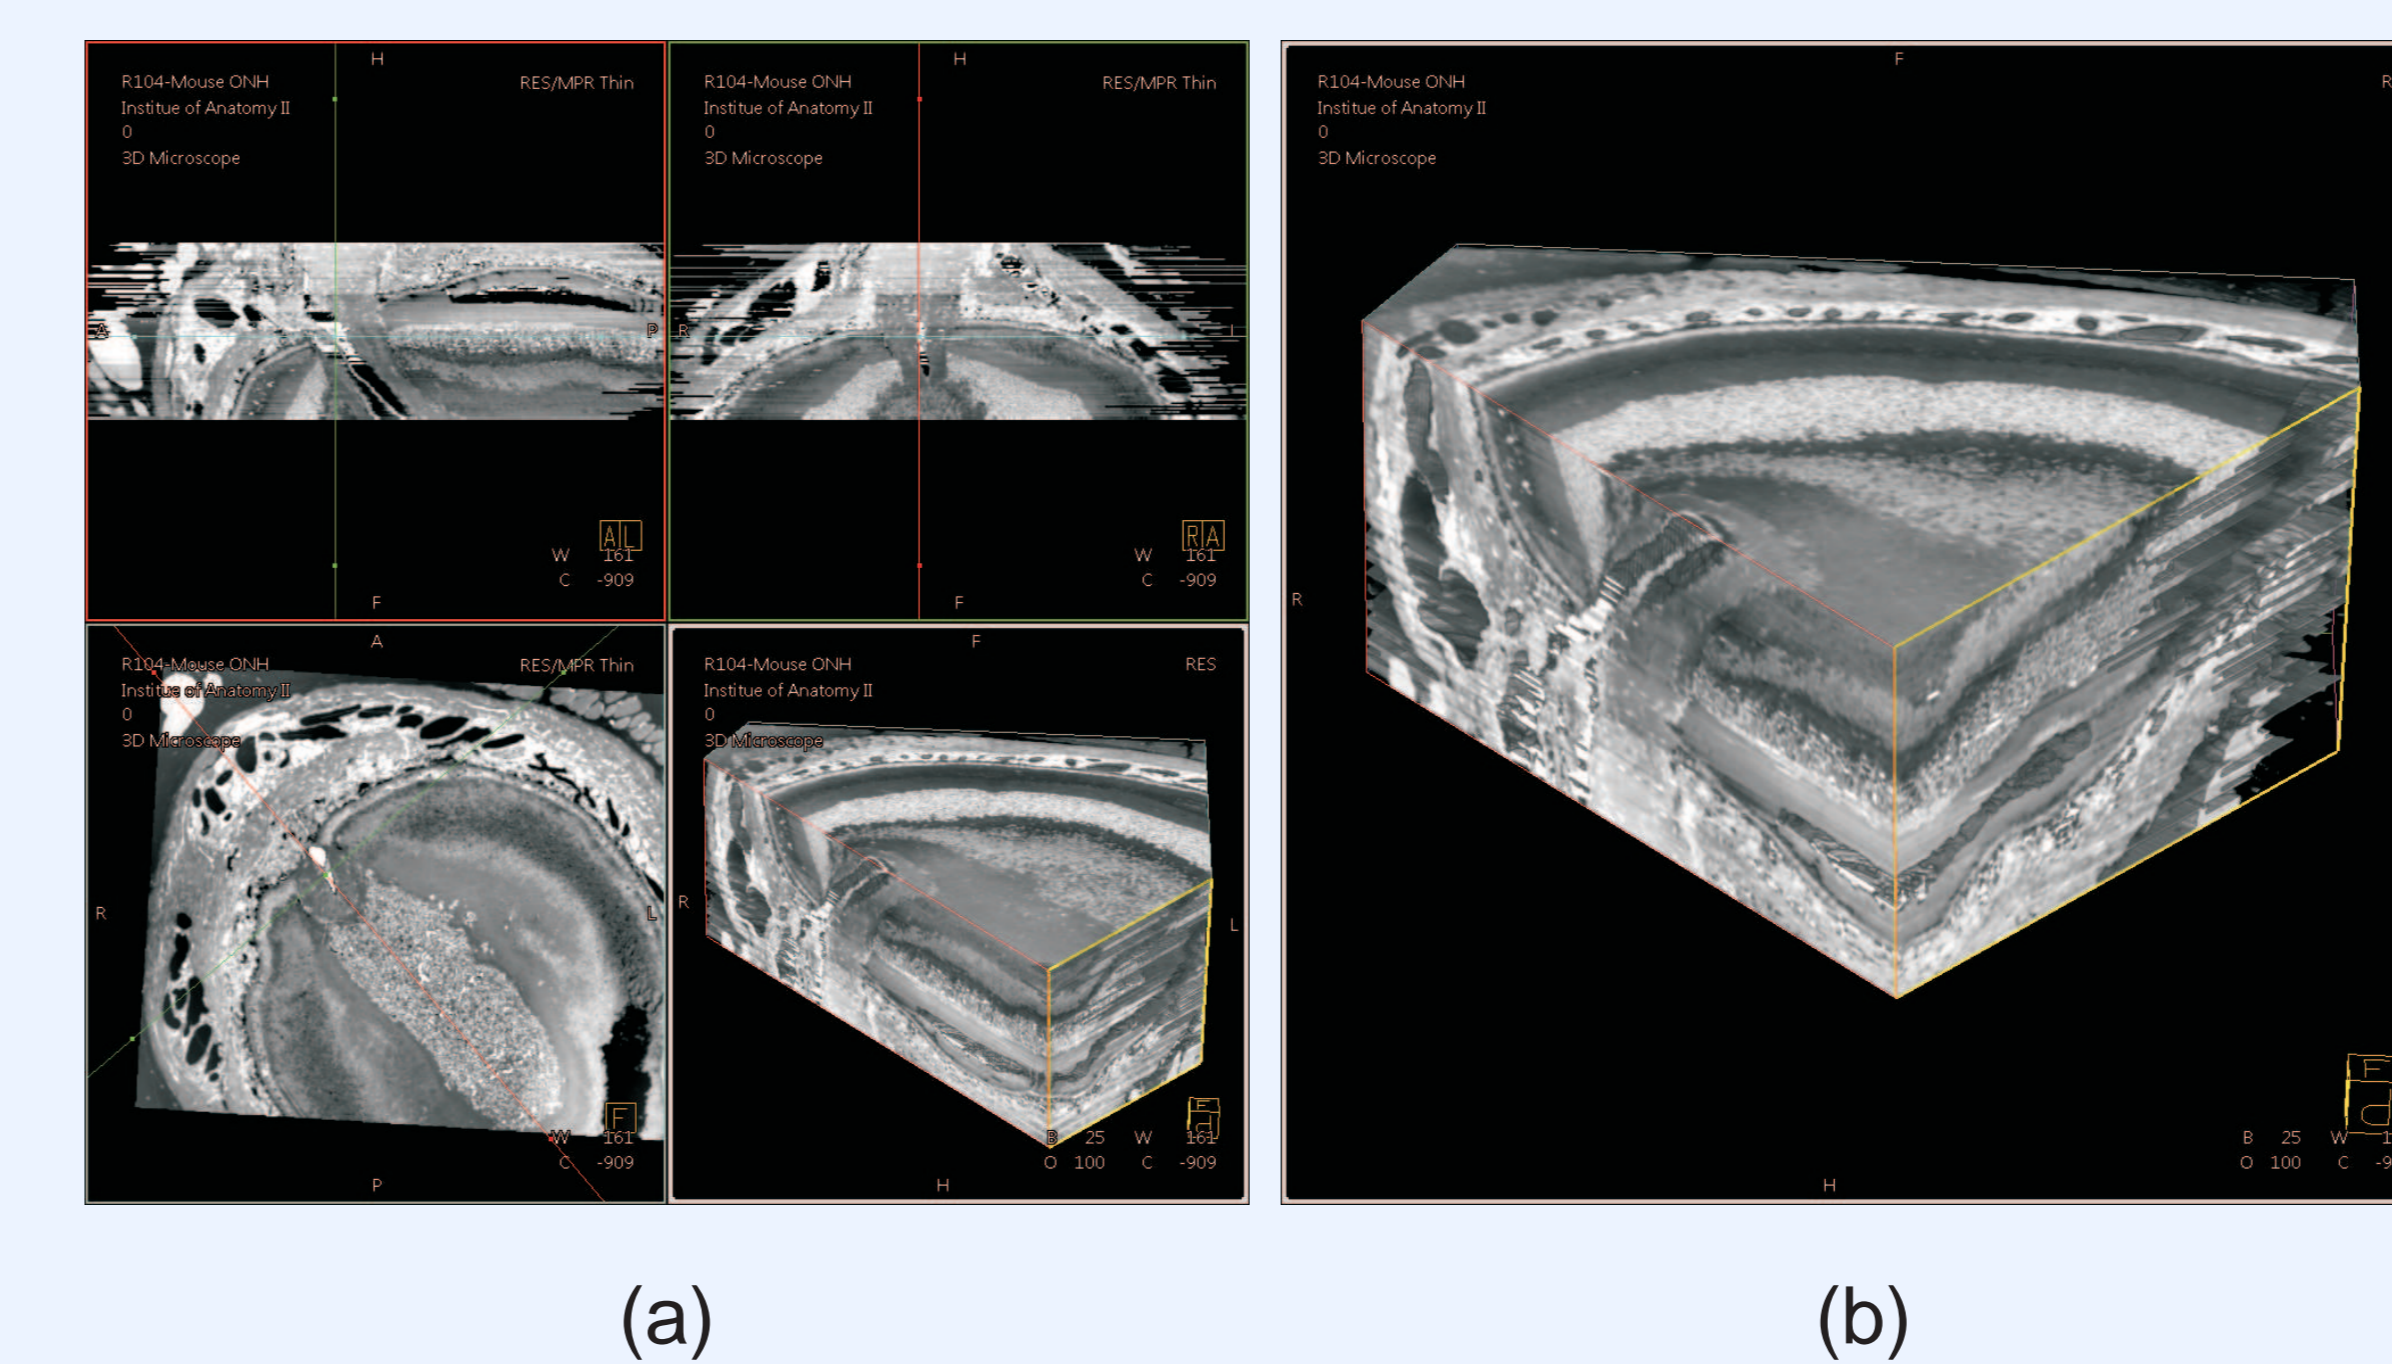 H
R104-Mouse ONH RES/MPR Thin
Institue of Anatomy II
0
3D Microscope
A P
AL
W 161
C -909
F
H
R104-Mouse ONH RES/MPR Thin
Institue of Anatomy II
0
3D Microscope
R L
RA
W 161
C -909
F
A
R104-Mouse ONH RES/MPR Thin
Institue of Anatomy II
0
3D Microscope
R L
F
W 161
C -909
P
F
R104-Mouse ONH RES
Institue of Anatomy II
0
3D Microscope
R L
F
B 25 W 161
O 100 C -909
H
(a)
F
R104-Mouse ONH R
Institue of Anatomy II
0
3D Microscope
R
F
B 25 W 1
O 100 C -9
H
(b)